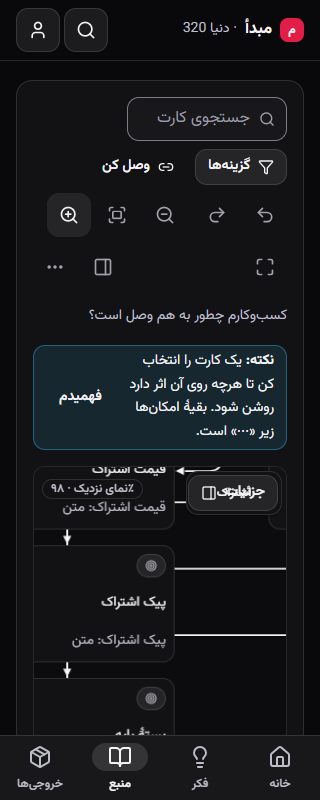 م مبدأ · دنیا 320
جستجوی کارت
گزینه‌ها
وصل کن
کسب‌وکارم چطور به هم وصل است؟
نکته: یک کارت را انتخاب
کن تا هرچه روی آن اثر دارد
روشن شود. بقیهٔ امکان‌ها
زیر «···» است.
فهمیدم
قیمت اشتراک
نمای نزدیک · ۹۸٪
قیمت اشتراک: متن
پیک اشتراک
پیک اشتراک: متن
خانه
فکر
منبع
خروجی‌ها